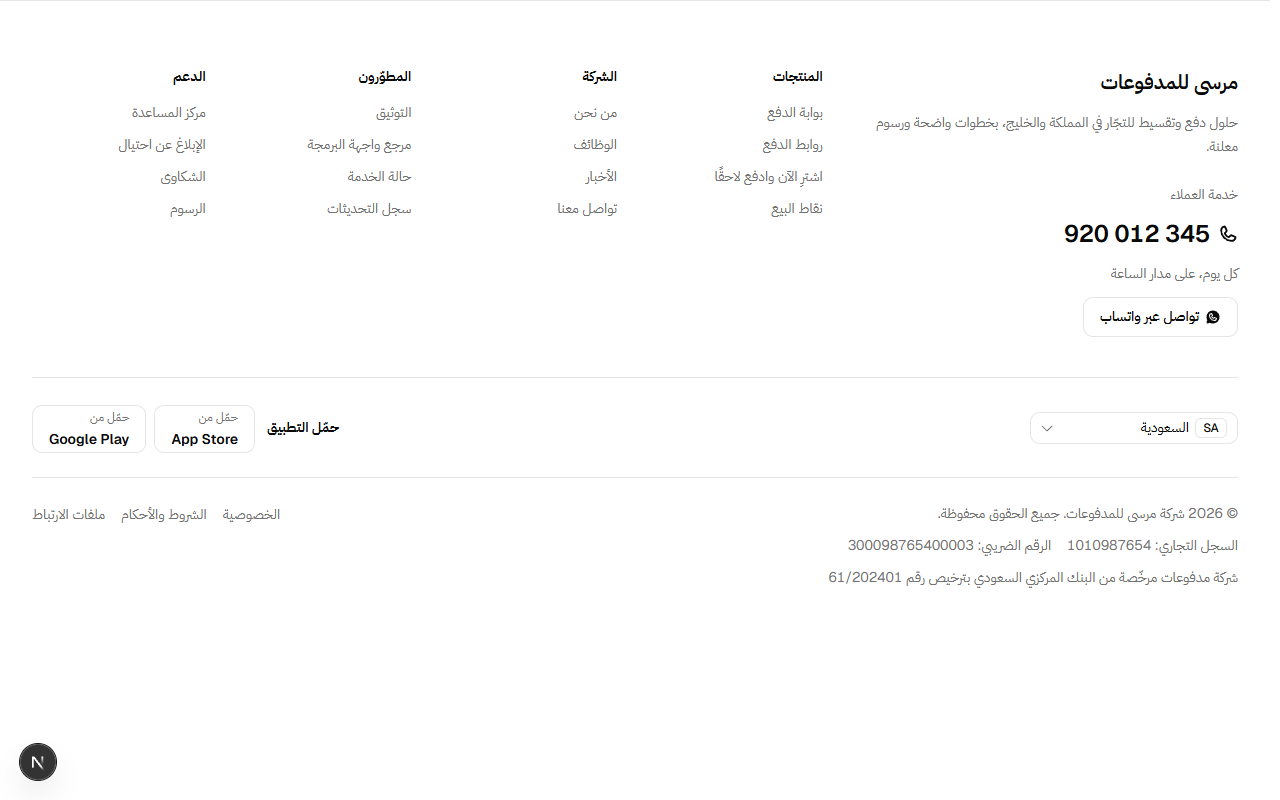 مرسى للمدفوعات
حلول دفع وتقسيط للتجّار في المملكة والخليج، بخطوات واضحة ورسوم
معلنة.
خدمة العملاء
920 012 345
كل يوم، على مدار الساعة
تواصل عبر واتساب
المنتجات
بوابة الدفع
روابط الدفع
اشترِ الآن وادفع لاحقًا
نقاط البيع
الشركة
من نحن
الوظائف
الأخبار
تواصل معنا
المطوّرون
التوثيق
مرجع واجهة البرمجة
حالة الخدمة
سجل التحديثات
الدعم
مركز المساعدة
الإبلاغ عن احتيال
الشكاوى
الرسوم
SA السعودية
حمّل التطبيق
حمّل من
App Store
حمّل من
Google Play
© 2026 شركة مرسى للمدفوعات. جميع الحقوق محفوظة.
السجل التجاري: 1010987654 الرقم الضريبي: 300098765400003
شركة مدفوعات مرخّصة من البنك المركزي السعودي بترخيص رقم 61/202401
الخصوصية الشروط والأحكام ملفات الارتباط
N